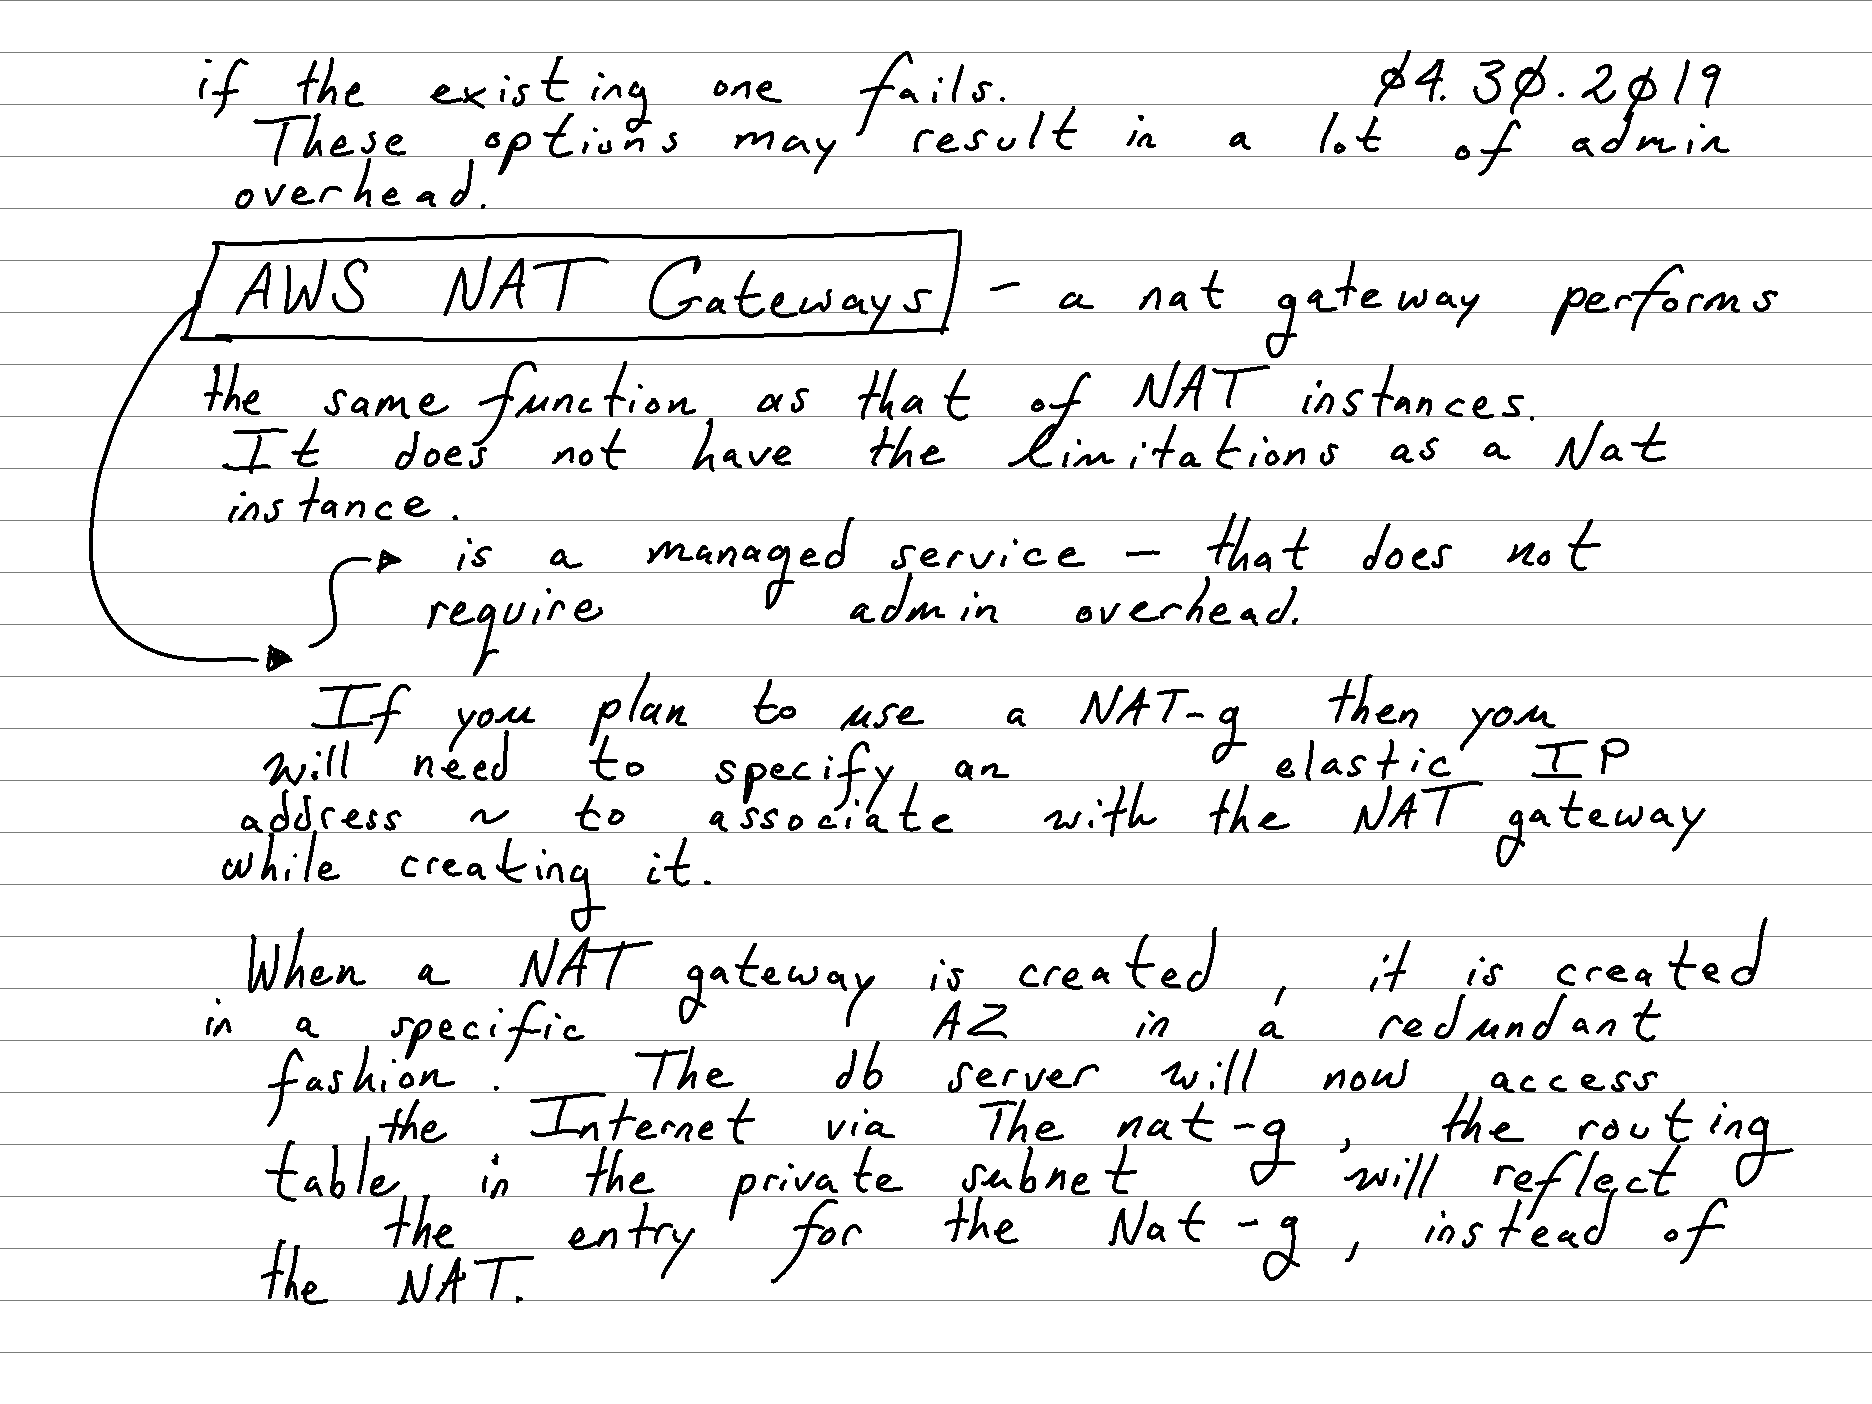 if the existing one fails. 04.30.2019
These options may result in a lot of admin
overhead.
AWS NAT Gateways - a nat gateway performs
the same function as that of NAT instances.
It does not have the limitations as a Nat
instance.
is a managed service - that does not
require admin overhead.
If you plan to use a NAT-g then you
will need to specify an elastic IP
address ~ to associate with the NAT gateway
while creating it.
When a NAT gateway is created, it is created
in a specific AZ in a redundant
fashion. The db server will now access
the Internet via The nat-g, the routing
table, in the private subnet will reflect
the entry for the Nat-g, instead of
the NAT.